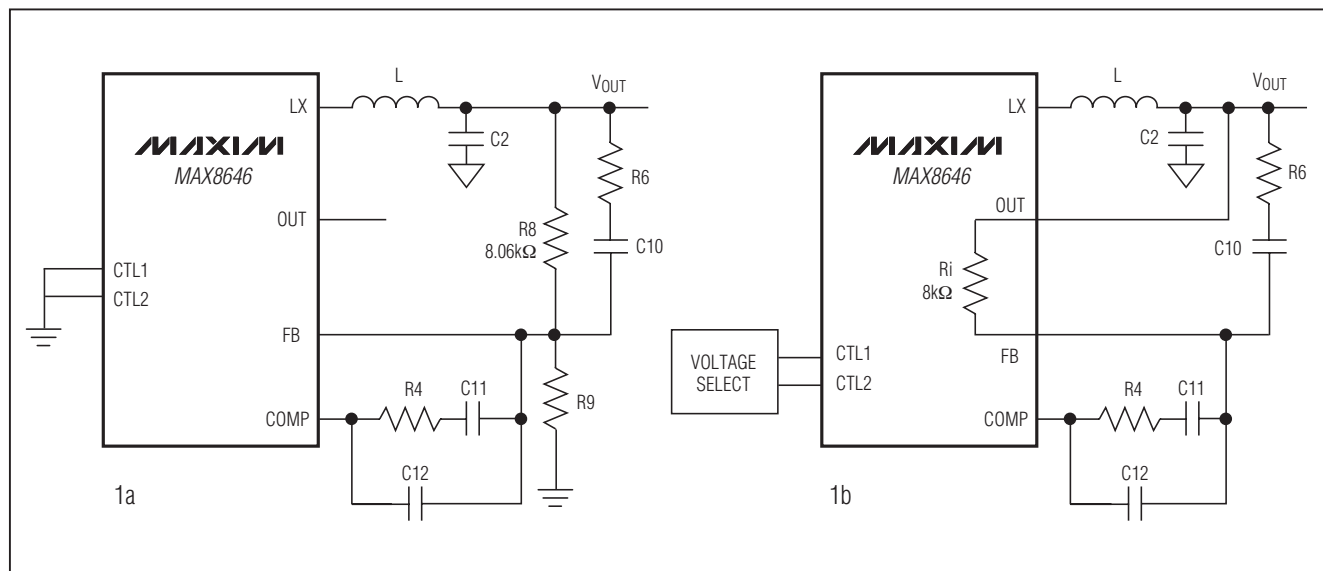 L
VOUT
LX
C2
MAXIM
MAX8646
R6
OUT
R8
8.06kΩ
C10
CTL1
CTL2
FB
R4
C11
R9
COMP
C12
1a
L
VOUT
LX
C2
MAXIM
MAX8646
R6
OUT
C10
Ri
8kΩ
VOLTAGE
SELECT
CTL1
CTL2
FB
R4
C11
COMP
C12
1b